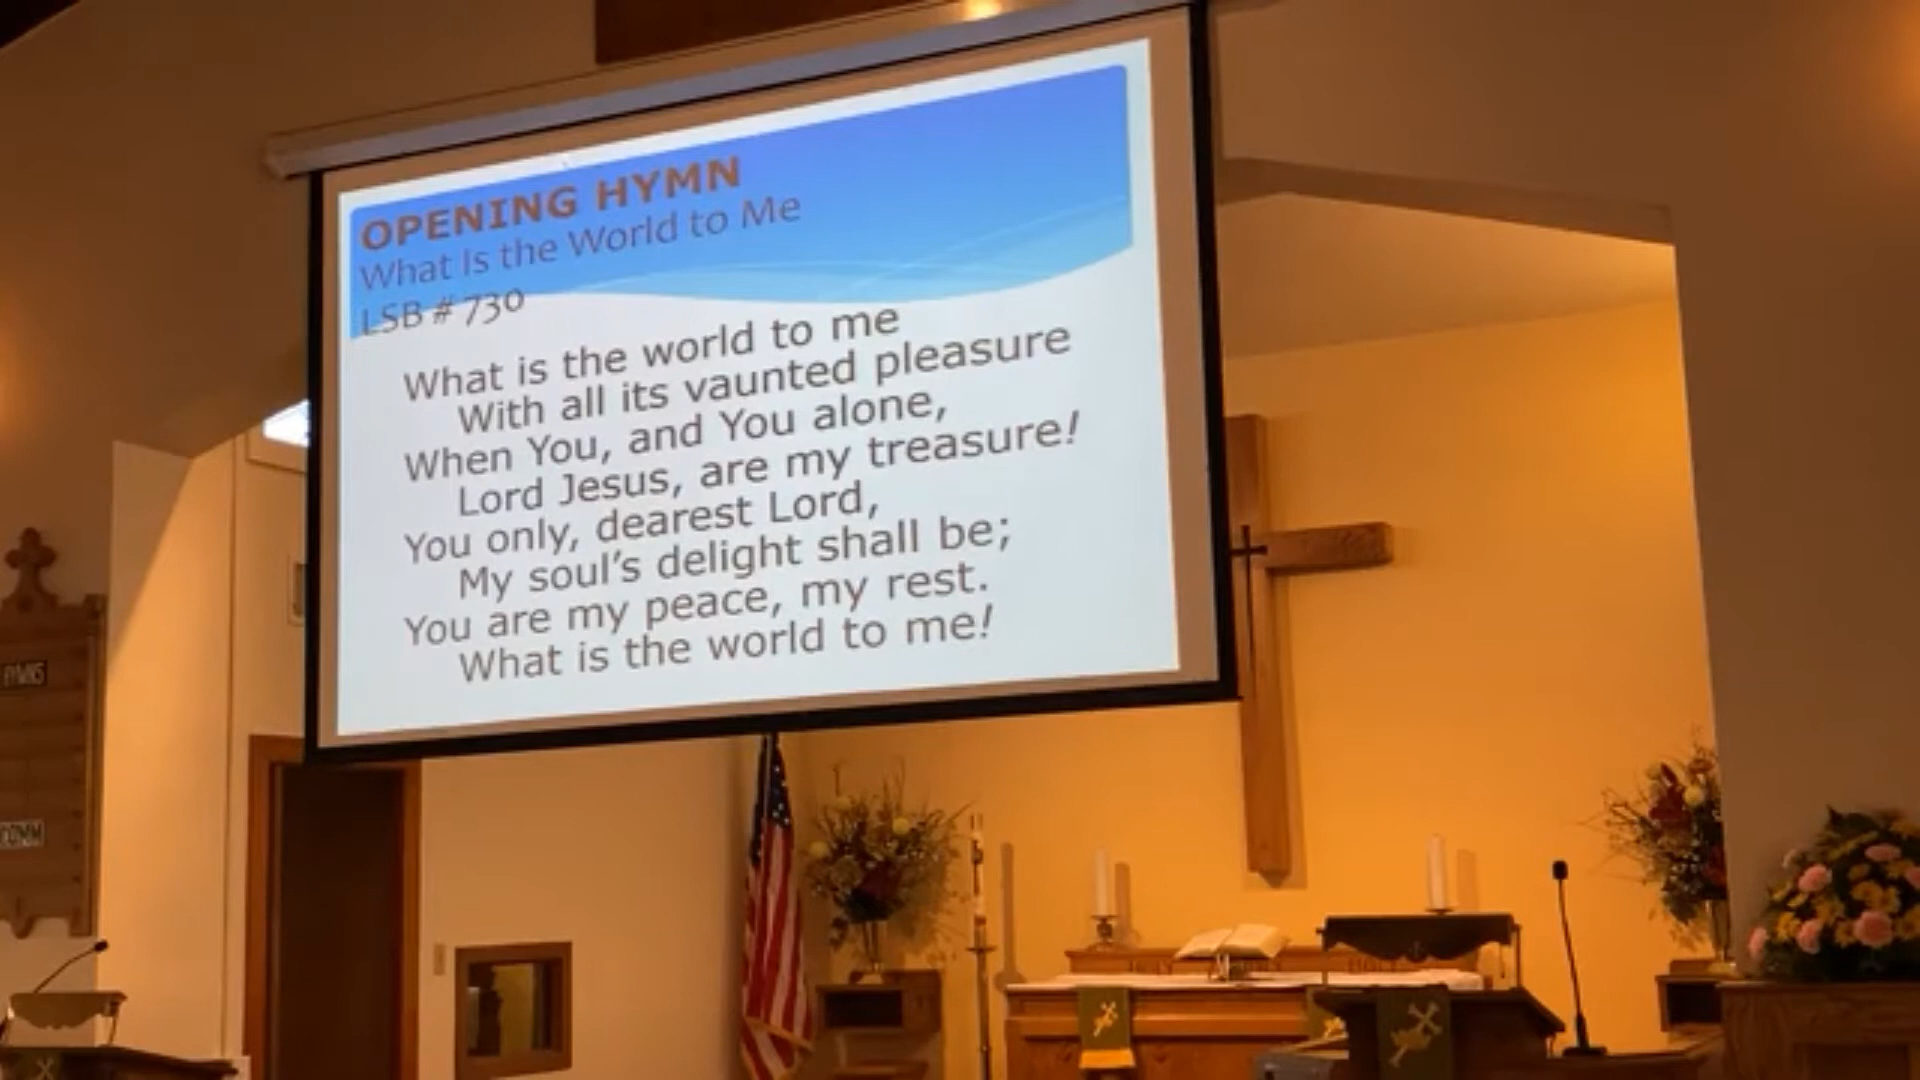 OPENING HYMN
What Is the World to Me
LSB # 730
What is the world to me
With all its vaunted pleasure
When You, and You alone,
Lord Jesus, are my treasure!
You only, dearest Lord,
My soul's delight shall be;
You are my peace, my rest.
What is the world to me!
HYMNS
COMM